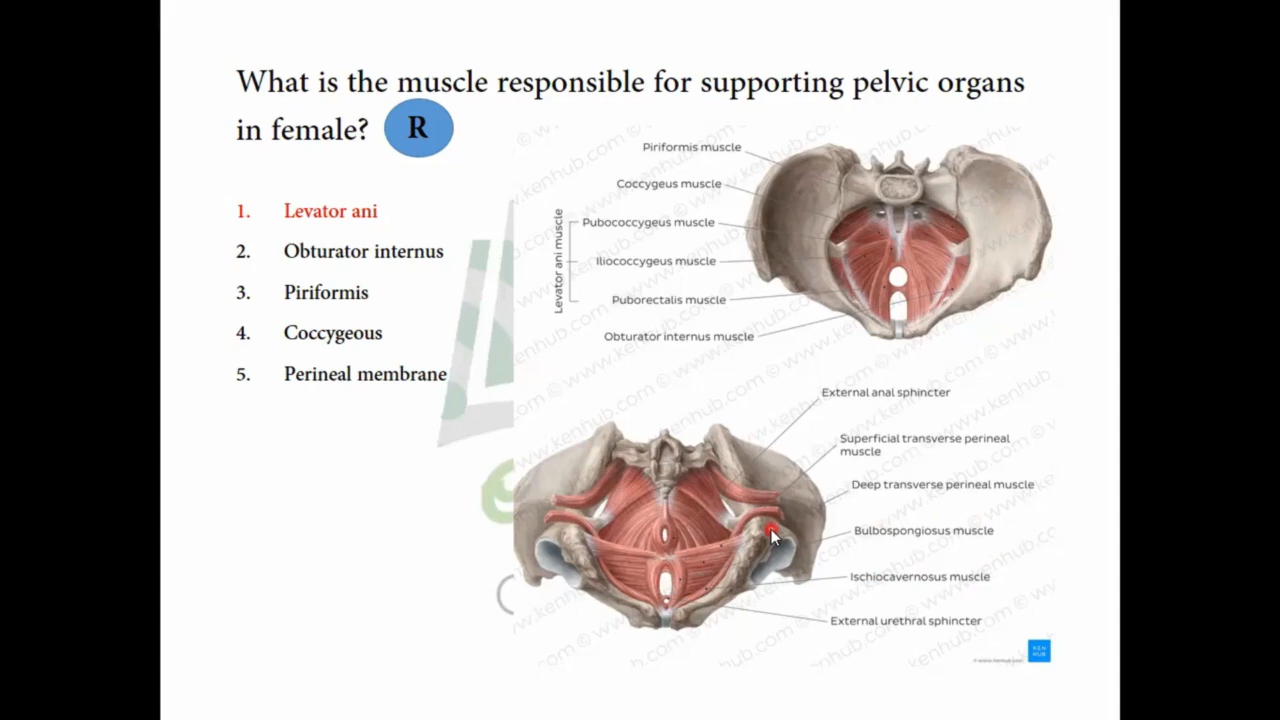 What is the muscle responsible for supporting pelvic organs
in female?
R
1. Levator ani
2. Obturator internus
3. Piriformis
4. Coccygeous
5. Perineal membrane
Piriformis muscle
Coccygeus muscle
Levator ani muscle
Pubococcygeus muscle
Iliococcygeus muscle
Puborectalis muscle
Obturator internus muscle
External anal sphincter
Superficial transverse perineal
muscle
Deep transverse perineal muscle
Bulbospongiosus muscle
Ischiocavernosus muscle
External urethral sphincter
KEN
HUB
© www.kenhub.com